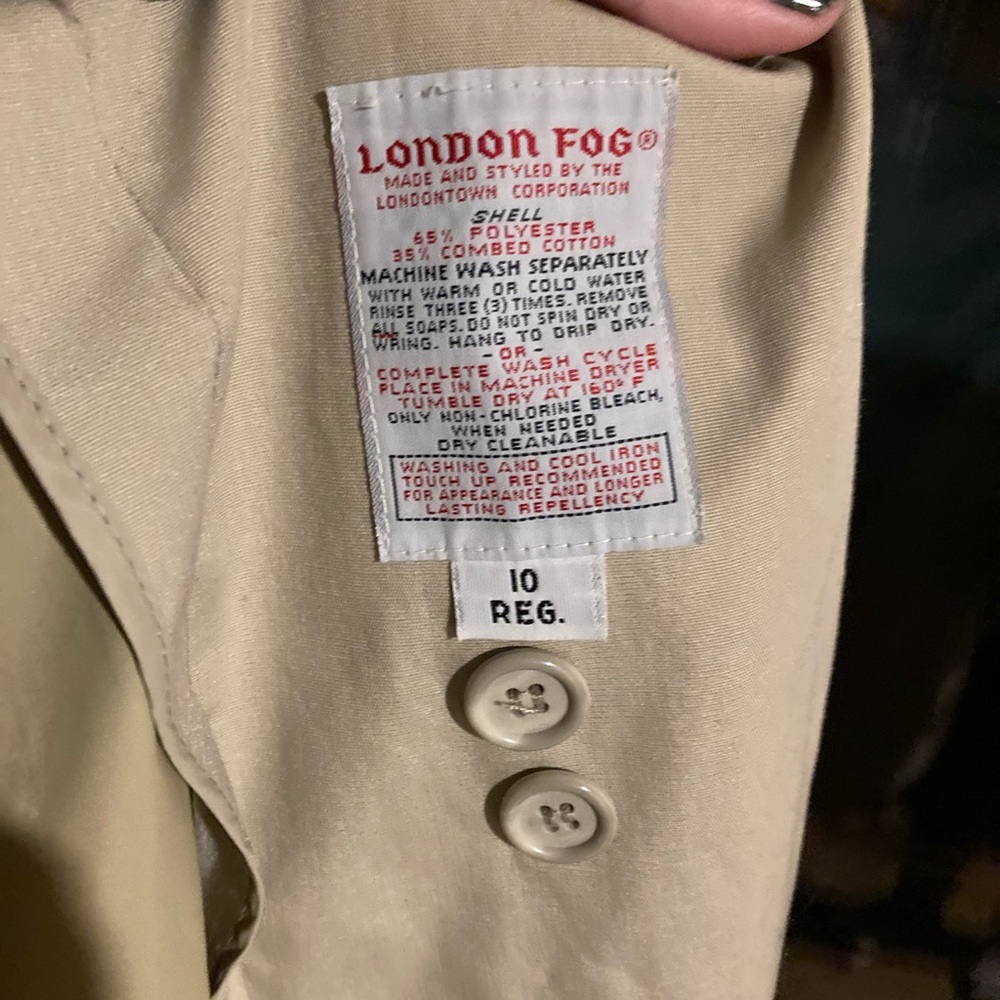 LONDON FOG®
MADE AND STYLED BY THE
LONDONTOWN CORPORATION
SHELL
65% POLYESTER
35% COMBED COTTON
MACHINE WASH SEPARATELY
WITH WARM OR COLD WATER
RINSE THREE (3) TIMES. REMOVE
ALL SOAPS. DO NOT SPIN DRY OR
WRING. HANG TO DRIP DRY.
- OR -
COMPLETE WASH CYCLE
PLACE IN MACHINE DRYER
TUMBLE DRY AT 160° F
ONLY NON-CHLORINE BLEACH,
WHEN NEEDED
DRY CLEANABLE
WASHING AND COOL IRON
TOUCH UP RECOMMENDED
FOR APPEARANCE AND LONGER
LASTING REPELLENCY
10
REG.